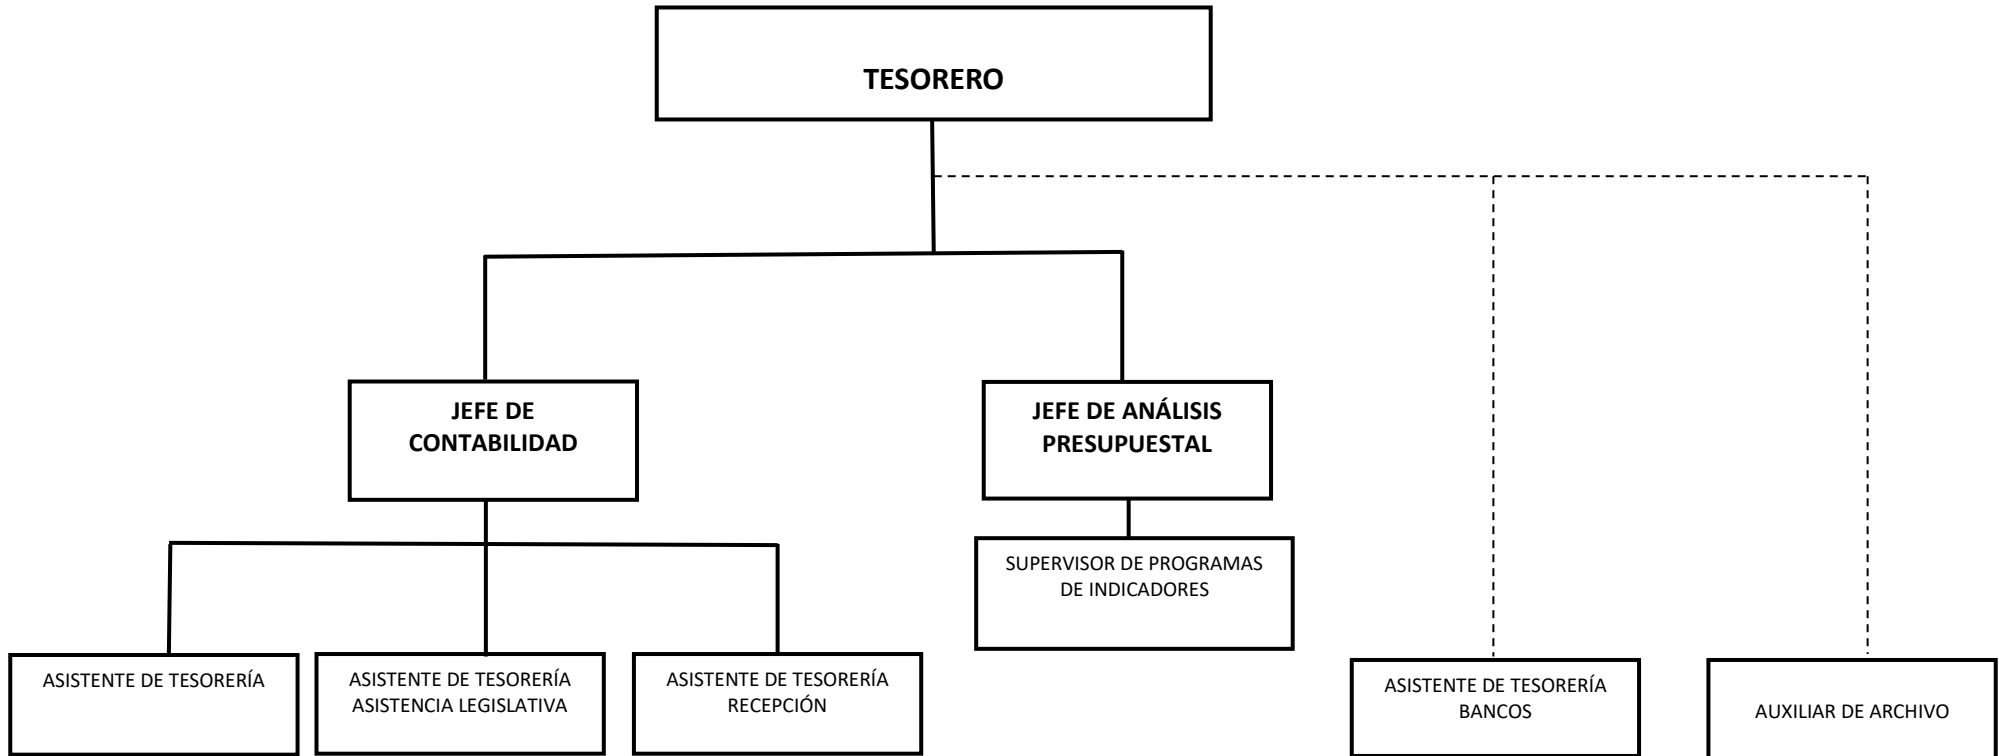 TESORERO
JEFE DE
CONTABILIDAD
JEFE DE ANÁLISIS
PRESUPUESTAL
SUPERVISOR DE PROGRAMAS
DE INDICADORES
ASISTENTE DE TESORERÍA
ASISTENTE DE TESORERÍA
ASISTENCIA LEGISLATIVA
ASISTENTE DE TESORERÍA
RECEPCIÓN
ASISTENTE DE TESORERÍA
BANCOS
AUXILIAR DE ARCHIVO